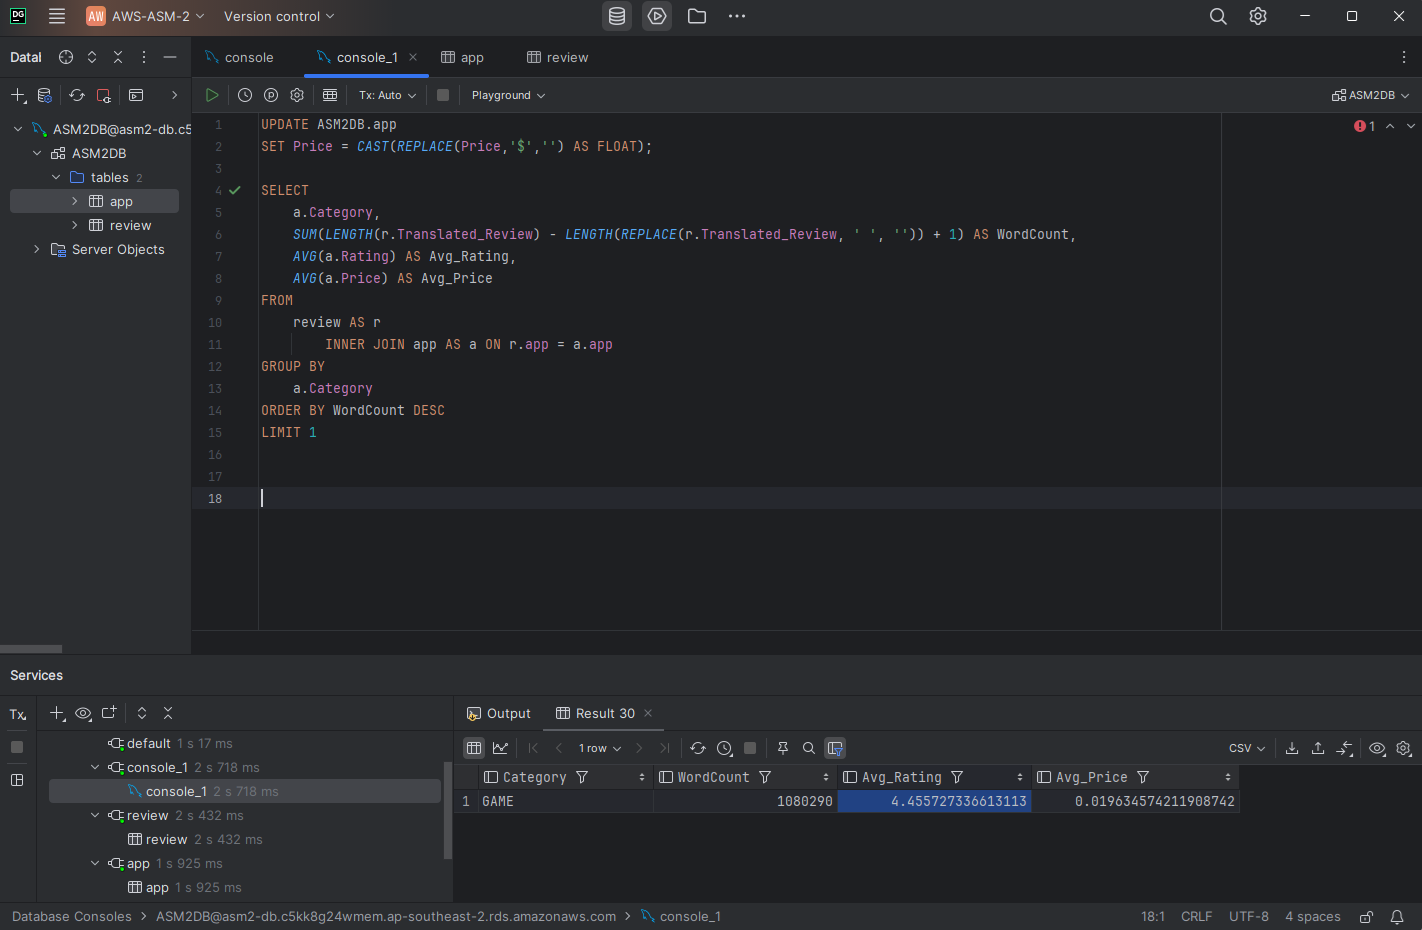 DG
AW AWS-ASM-2 Version control
Datal
console console_1 app review
Tx: Auto Playground ASM2DB
ASM2DB@asm2-db.c5
ASM2DB
tables 2
app
review
Server Objects
1 UPDATE ASM2DB.app
2 SET Price = CAST(REPLACE(Price,'$','') AS FLOAT);
3
4 SELECT
5 a.Category,
6 SUM(LENGTH(r.Translated_Review) - LENGTH(REPLACE(r.Translated_Review, ' ', '')) + 1) AS WordCount,
7 AVG(a.Rating) AS Avg_Rating,
8 AVG(a.Price) AS Avg_Price
9 FROM
10 review AS r
11 INNER JOIN app AS a ON r.app = a.app
12 GROUP BY
13 a.Category
14 ORDER BY WordCount DESC
15 LIMIT 1
16
17
18
1
Services
Tx
default 1 s 17 ms
console_1 2 s 718 ms
console_1 2 s 718 ms
review 2 s 432 ms
review 2 s 432 ms
app 1 s 925 ms
app 1 s 925 ms
Output Result 30
1 row CSV
Category WordCount Avg_Rating Avg_Price
1 GAME 1080290 4.455727336613113 0.019634574211908742
Database Consoles > ASM2DB@asm2-db.c5kk8g24wmem.ap-southeast-2.rds.amazonaws.com > console_1 18:1 CRLF UTF-8 4 spaces